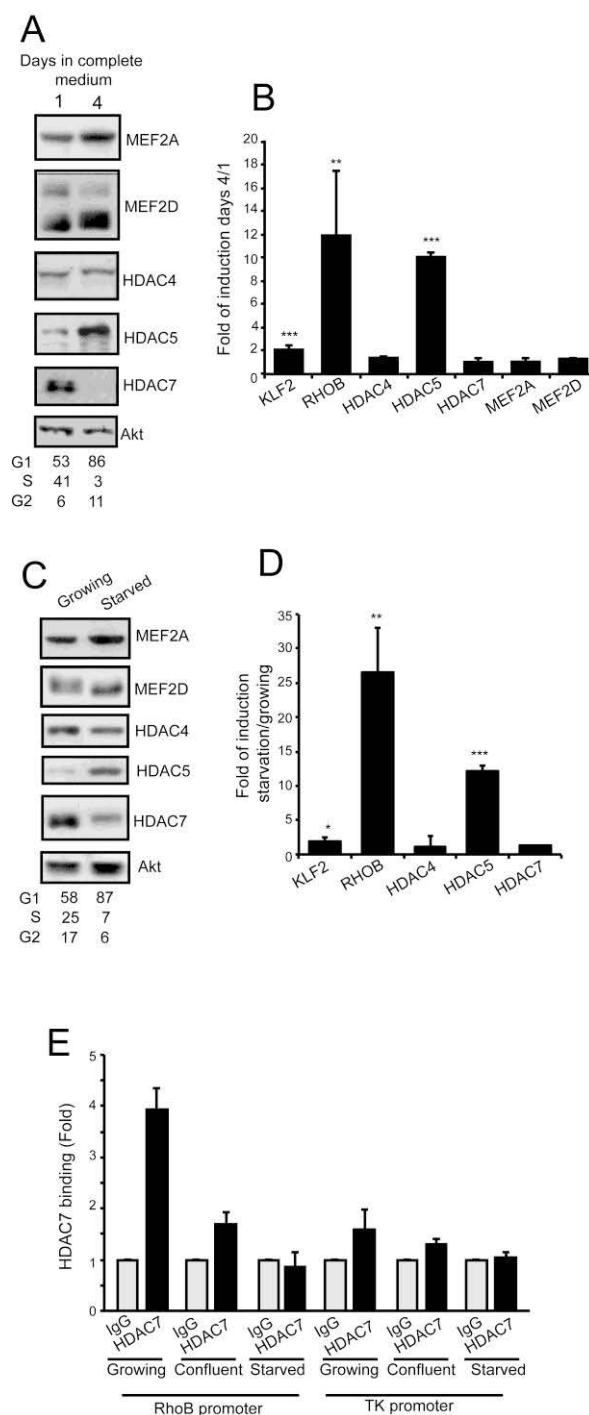 A
Days in complete
medium
1 4
MEF2A
MEF2D
HDAC4
HDAC5
HDAC7
Akt
G1 53 86
S 41 3
G2 6 11
B
Fold of induction days 4/1
20
18
16
14
12
10
8
6
4
2
0
***
**
***
KLF2
RHOB
HDAC4
HDAC5
HDAC7
MEF2A
MEF2D
C
Growing Starved
MEF2A
MEF2D
HDAC4
HDAC5
HDAC7
Akt
G1 58 87
S 25 7
G2 17 6
D
Fold of induction
starvation/growing
35
30
25
20
15
10
5
0
*
**
***
KLF2
RHOB
HDAC4
HDAC5
HDAC7
E
HDAC7 binding (Fold)
5
4
3
2
1
0
IgG HDAC7 IgG HDAC7 IgG HDAC7 IgG HDAC7 IgG HDAC7 IgG HDAC7
Growing Confluent Starved Growing Confluent Starved
RhoB promoter TK promoter